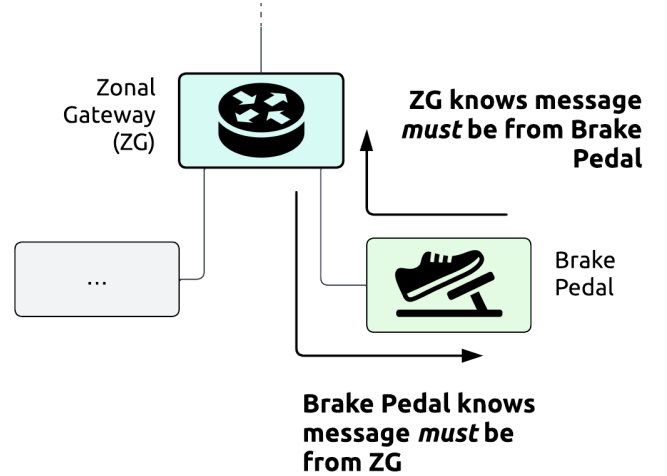 Zonal
Gateway
(ZG)
ZG knows message
must be from Brake
Pedal
...
Brake
Pedal
Brake Pedal knows
message must be
from ZG